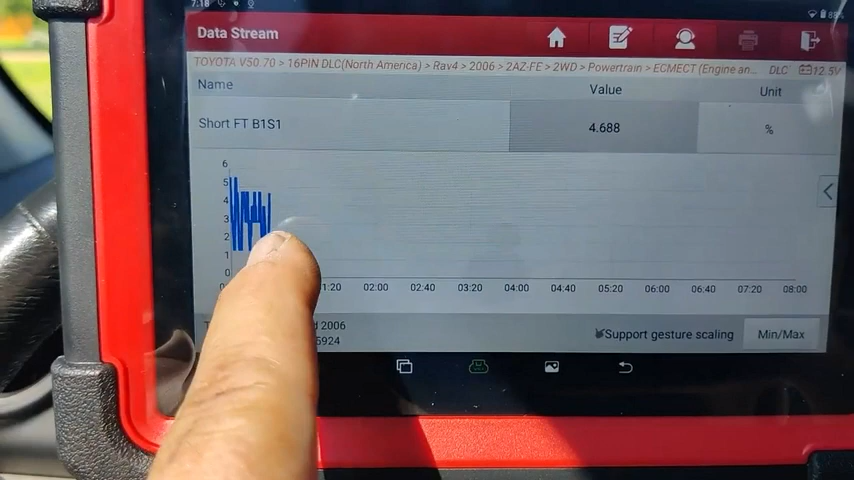 7:18 88%
Data Stream
TOYOTA V50.70 > 16PIN DLC(North America) > Rav4 > 2006 > 2AZ-FE > 2WD > Powertrain > ECMECT (Engine an... DLC 12.5V
Name Value Unit
Short FT B1S1 4.688 %
6
5
4
3
2
1
0
1:20 02:00 02:40 03:20 04:00 04:40 05:20 06:00 06:40 07:20 08:00
2006
5924
Support gesture scaling Min/Max